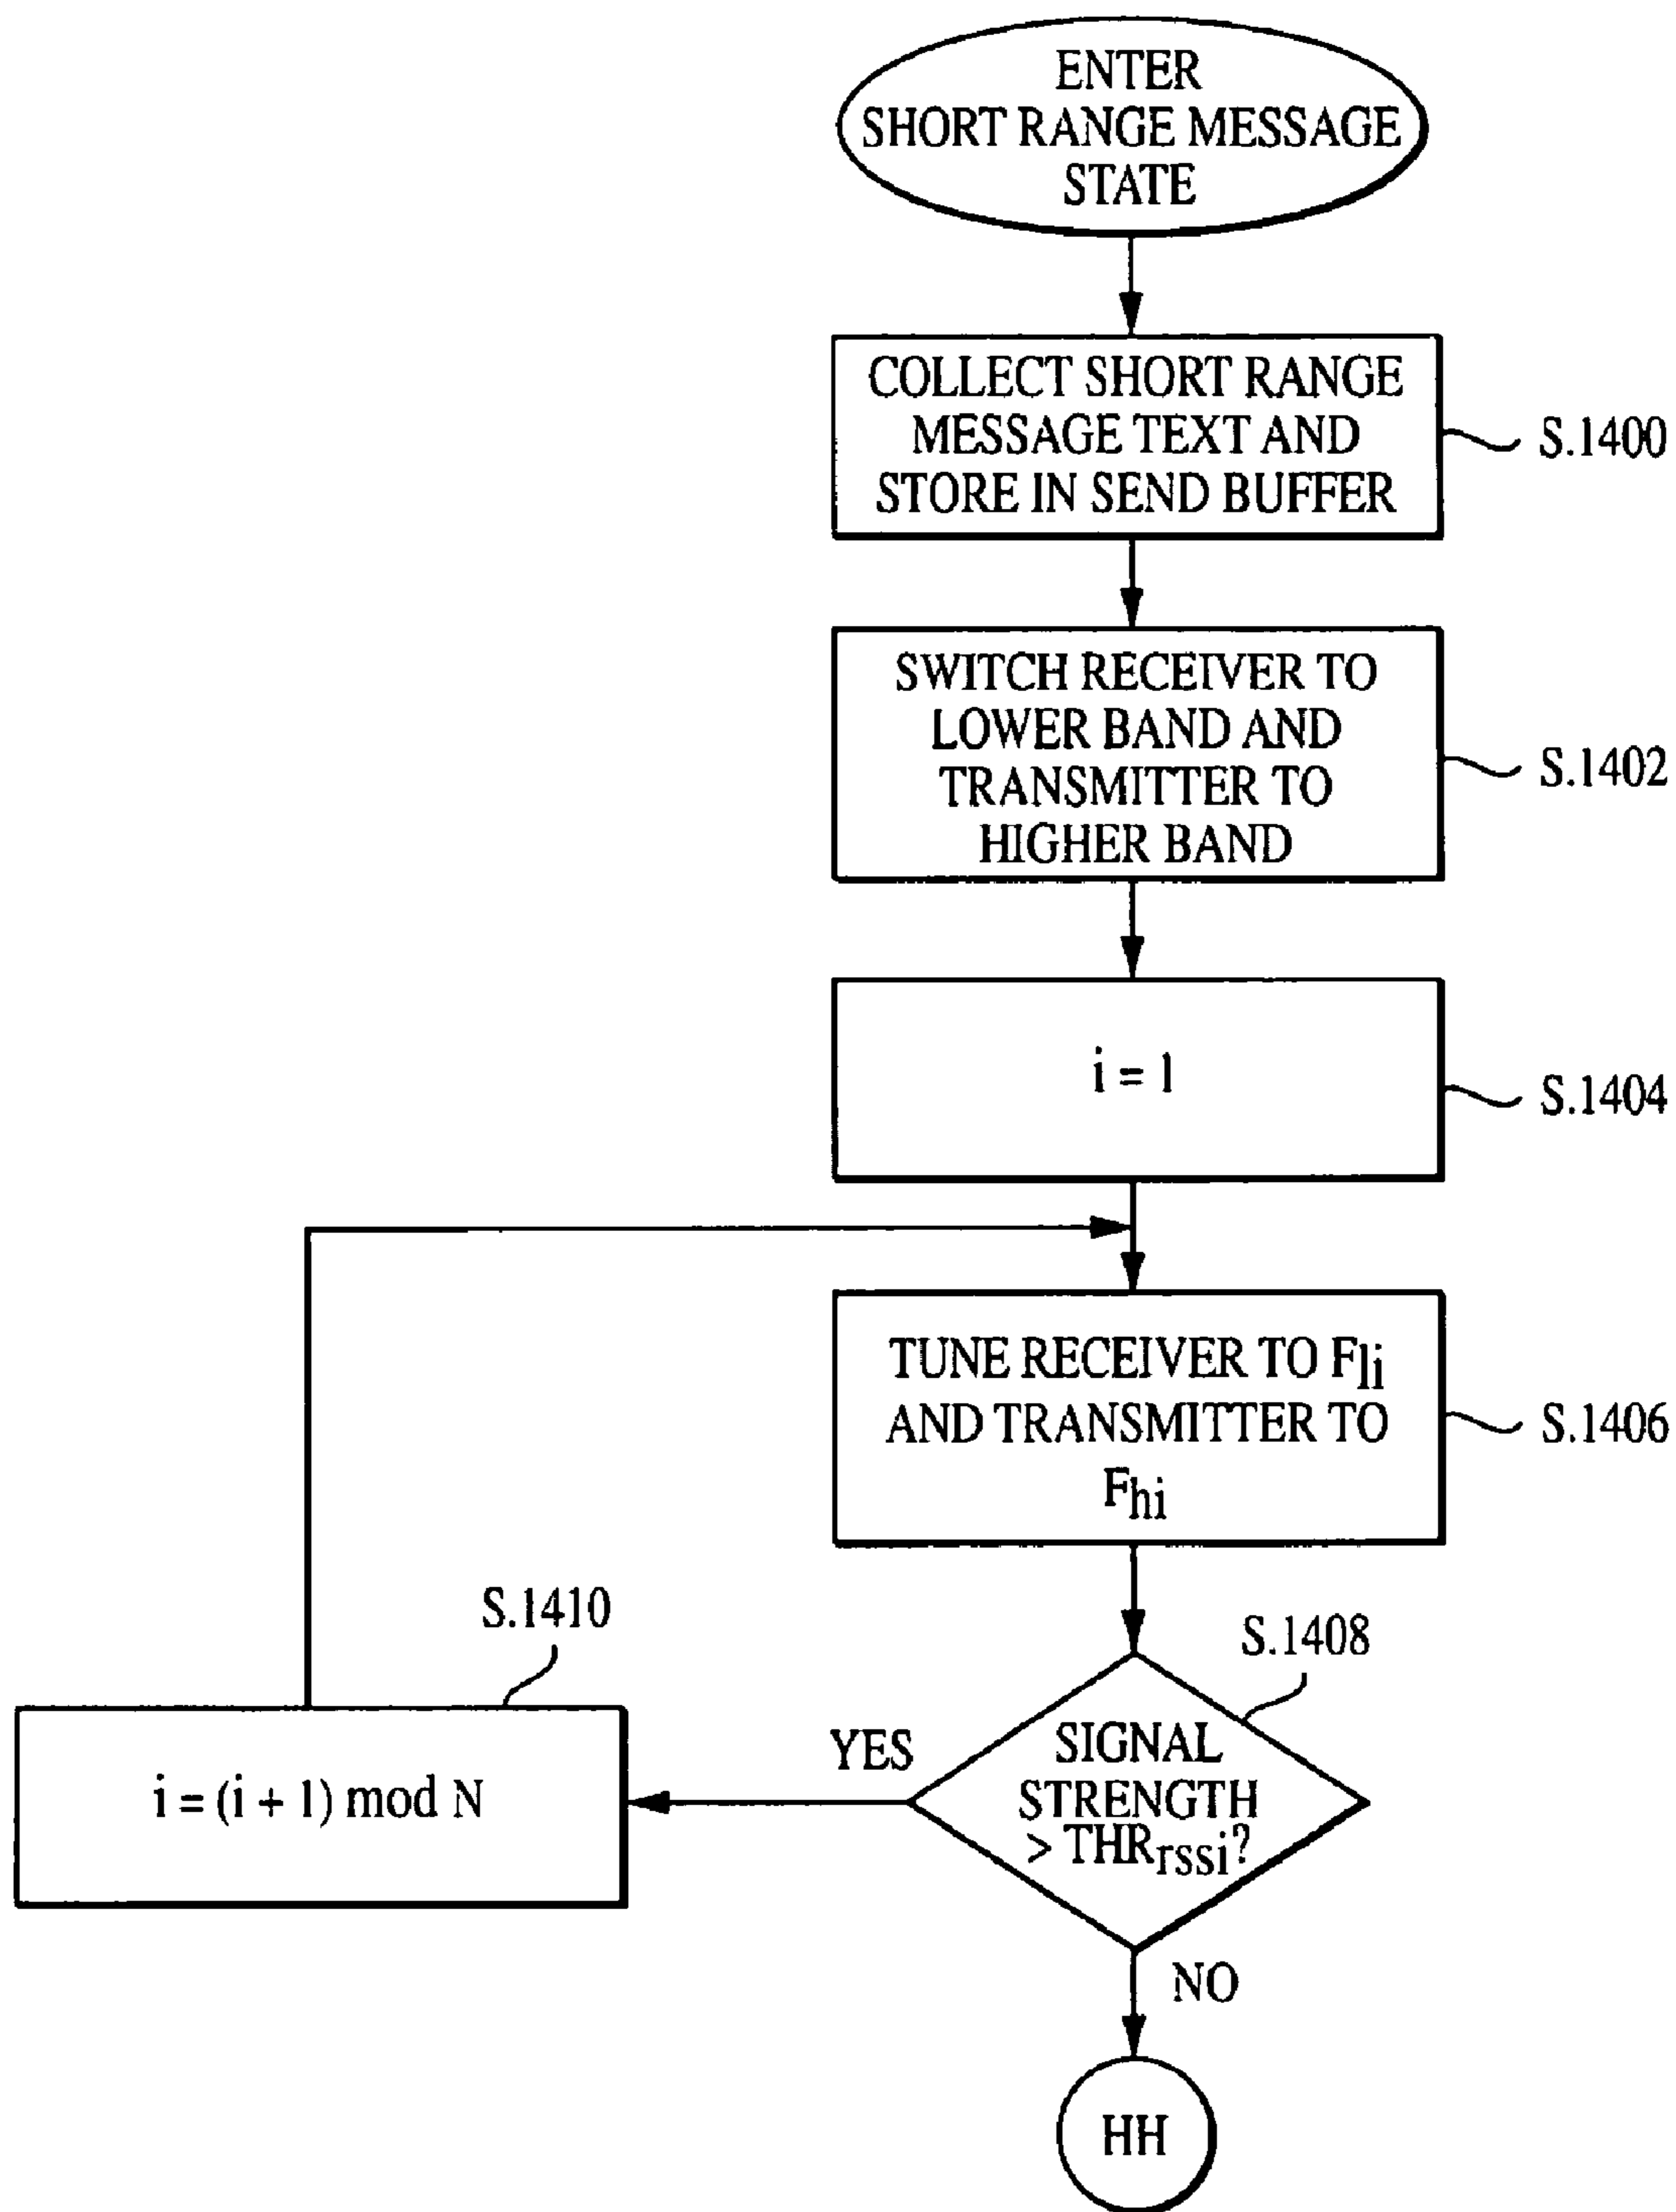 ENTER
SHORT RANGE MESSAGE
STATE
COLLECT SHORT RANGE
MESSAGE TEXT AND
STORE IN SEND BUFFER
S.1400
SWITCH RECEIVER TO
LOWER BAND AND
TRANSMITTER TO
HIGHER BAND
S.1402
i = 1
S.1404
TUNE RECEIVER TO Fli
AND TRANSMITTER TO
Fhi
S.1406
S.1410
S.1408
i = (i + 1) mod N
YES
SIGNAL
STRENGTH
> THRrssi?
NO
HH